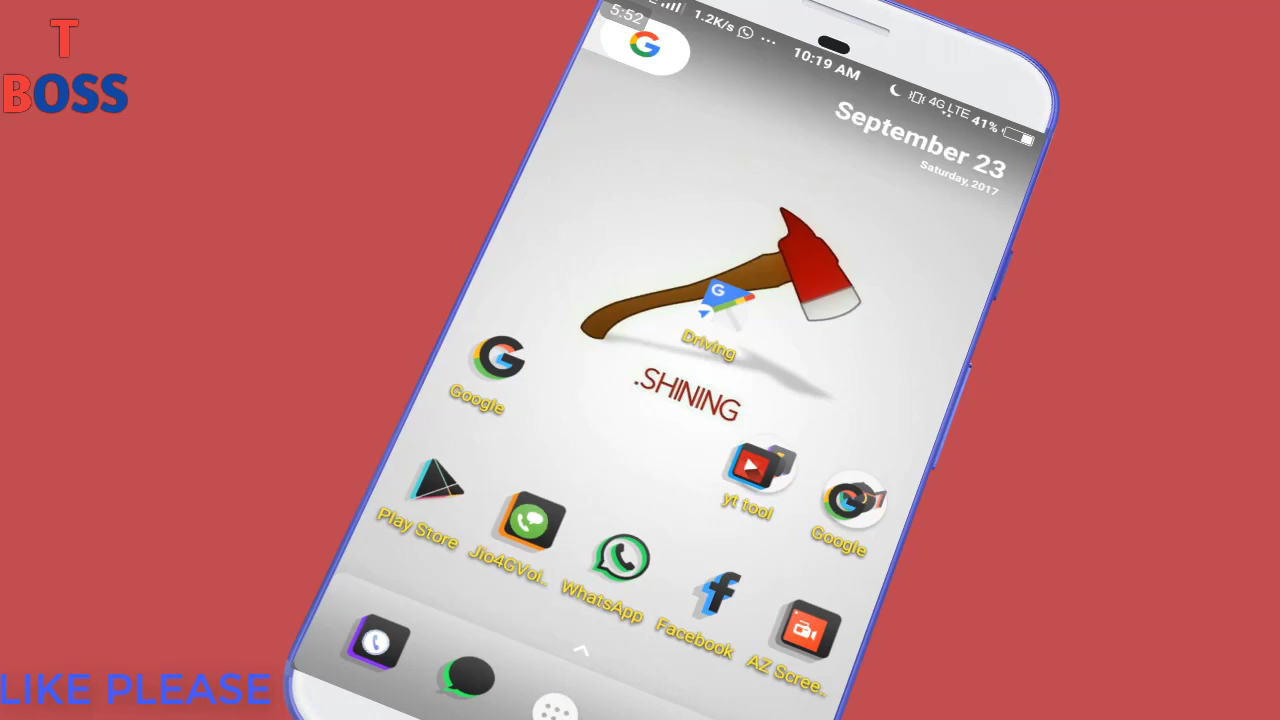 T
BOSS
5:52
1.2K/s
...
10:19 AM
4G LTE
41%
G
September 23
Saturday, 2017
G
Driving
.SHINING
Google
yt tool
Google
Play Store
Jio4GVoi..
WhatsApp
Facebook
AZ Scree..
LIKE PLEASE